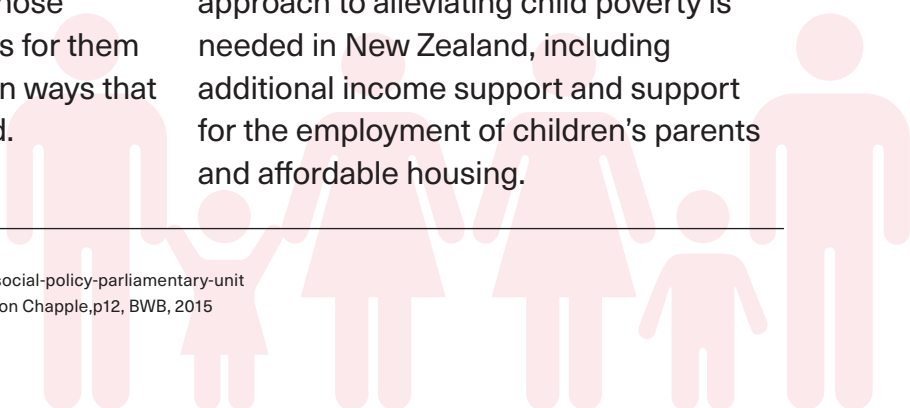 hose
s for them
n ways that
d.
approach to alleviating child poverty is
needed in New Zealand, including
additional income support and support
for the employment of children’s parents
and affordable housing.
social-policy-parliamentary-unit
on Chapple,p12, BWB, 2015